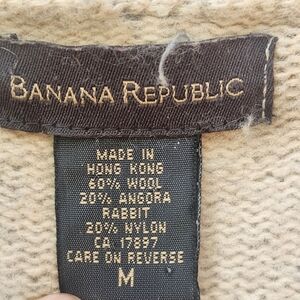 BANANA REPUBLIC
MADE IN
HONG KONG
60% WOOL
20% ANGORA
RABBIT
20% NYLON
CA 17897
CARE ON REVERSE
M